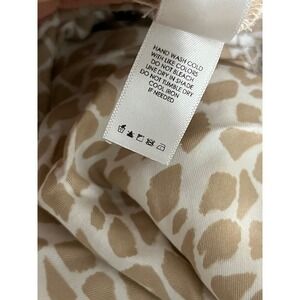 HAND WASH COLD
WITH LIKE COLORS
DO NOT BLEACH
LINE DRY IN SHADE
DO NOT TUMBLE DRY
COOL IRON
IF NEEDED